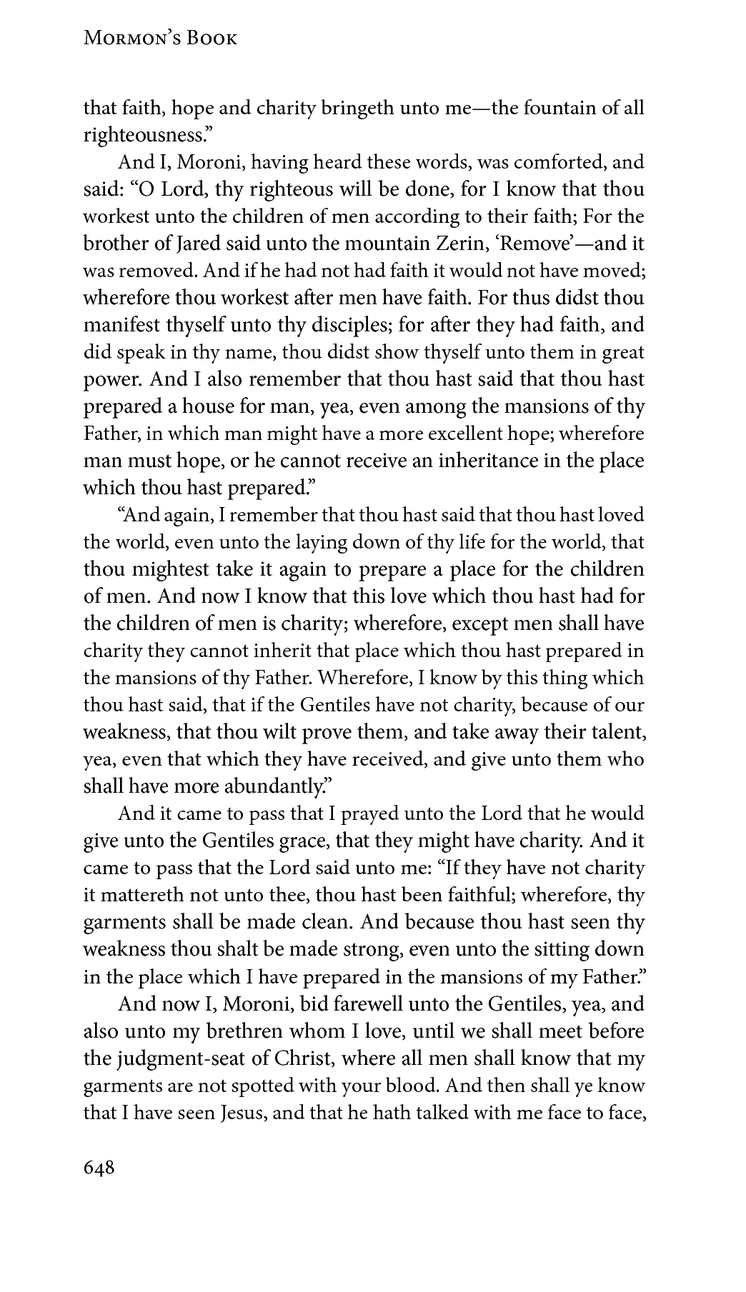 Mormon’s Book
that faith, hope and charity bringeth unto me—the fountain of all
righteousness.”
And I, Moroni, having heard these words, was comforted, and
said: “O Lord, thy righteous will be done, for I know that thou
workest unto the children of men according to their faith; For the
brother of Jared said unto the mountain Zerin, ‘Remove’—and it
was removed. And if he had not had faith it would not have moved;
wherefore thou workest after men have faith. For thus didst thou
manifest thyself unto thy disciples; for after they had faith, and
did speak in thy name, thou didst show thyself unto them in great
power. And I also remember that thou hast said that thou hast
prepared a house for man, yea, even among the mansions of thy
Father, in which man might have a more excellent hope; wherefore
man must hope, or he cannot receive an inheritance in the place
which thou hast prepared.”
“And again, I remember that thou hast said that thou hast loved
the world, even unto the laying down of thy life for the world, that
thou mightest take it again to prepare a place for the children
of men. And now I know that this love which thou hast had for
the children of men is charity; wherefore, except men shall have
charity they cannot inherit that place which thou hast prepared in
the mansions of thy Father. Wherefore, I know by this thing which
thou hast said, that if the Gentiles have not charity, because of our
weakness, that thou wilt prove them, and take away their talent,
yea, even that which they have received, and give unto them who
shall have more abundantly.”
And it came to pass that I prayed unto the Lord that he would
give unto the Gentiles grace, that they might have charity. And it
came to pass that the Lord said unto me: “If they have not charity
it mattereth not unto thee, thou hast been faithful; wherefore, thy
garments shall be made clean. And because thou hast seen thy
weakness thou shalt be made strong, even unto the sitting down
in the place which I have prepared in the mansions of my Father.”
And now I, Moroni, bid farewell unto the Gentiles, yea, and
also unto my brethren whom I love, until we shall meet before
the judgment-seat of Christ, where all men shall know that my
garments are not spotted with your blood. And then shall ye know
that I have seen Jesus, and that he hath talked with me face to face,
648